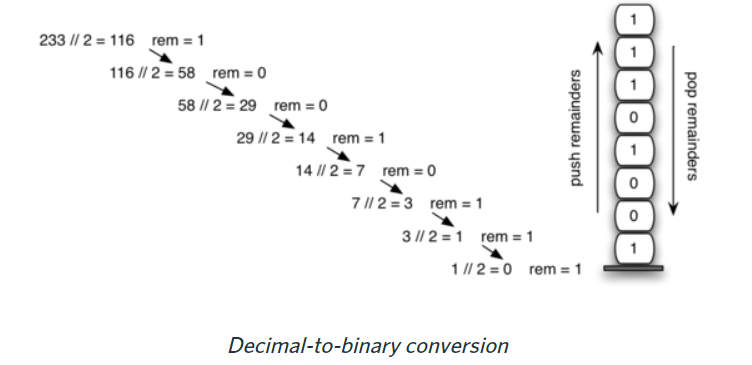 233 // 2 = 116 rem = 1
116 // 2 = 58 rem = 0
58 // 2 = 29 rem = 0
29 // 2 = 14 rem = 1
14 // 2 = 7 rem = 0
7 // 2 = 3 rem = 1
3 // 2 = 1 rem = 1
1 // 2 = 0 rem = 1
push remainders
1
1
1
0
1
0
0
1
pop remainders
Decimal-to-binary conversion